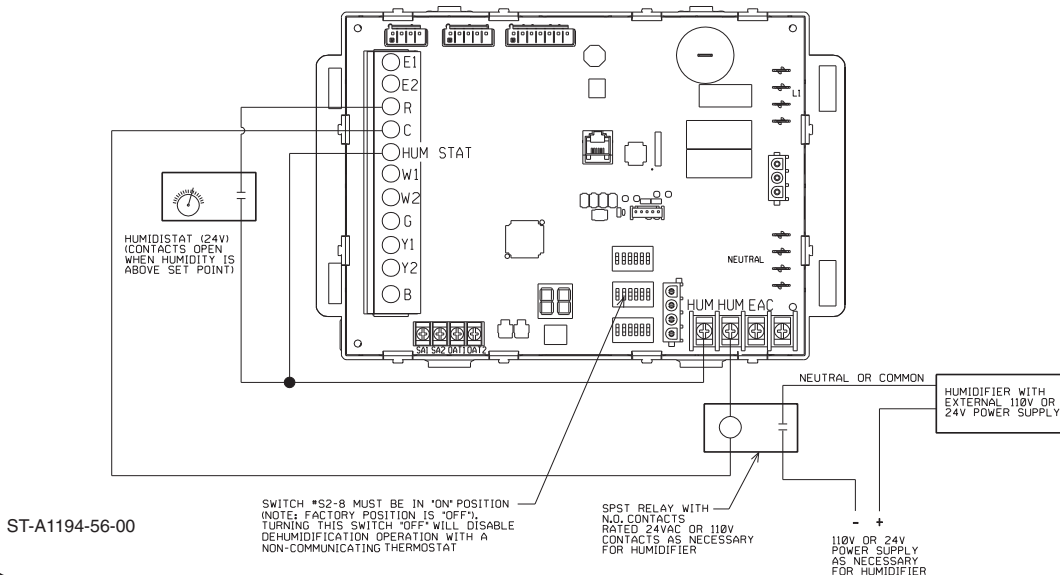 E1
E2
R
C
HUM STAT
W1
W2
G
Y1
Y2
B
L1
NEUTRAL
HUM HUM EAC
SA1 SA2 OAT1 OAT2
HUMIDISTAT (24V)
(CONTACTS OPEN
WHEN HUMIDITY IS
ABOVE SET POINT)
NEUTRAL OR COMMON
HUMIDIFIER WITH
EXTERNAL 110V OR
24V POWER SUPPLY
SWITCH #S2-8 MUST BE IN "ON" POSITION
(NOTE: FACTORY POSITION IS "OFF").
TURNING THIS SWITCH "OFF" WILL DISABLE
DEHUMIDIFICATION OPERATION WITH A
NON-COMMUNICATING THERMOSTAT
SPST RELAY WITH
N.O. CONTACTS
RATED 24VAC OR 110V
CONTACTS AS NECESSARY
FOR HUMIDIFIER
- +
110V OR 24V
POWER SUPPLY
AS NECESSARY
FOR HUMIDIFIER
ST-A1194-56-00